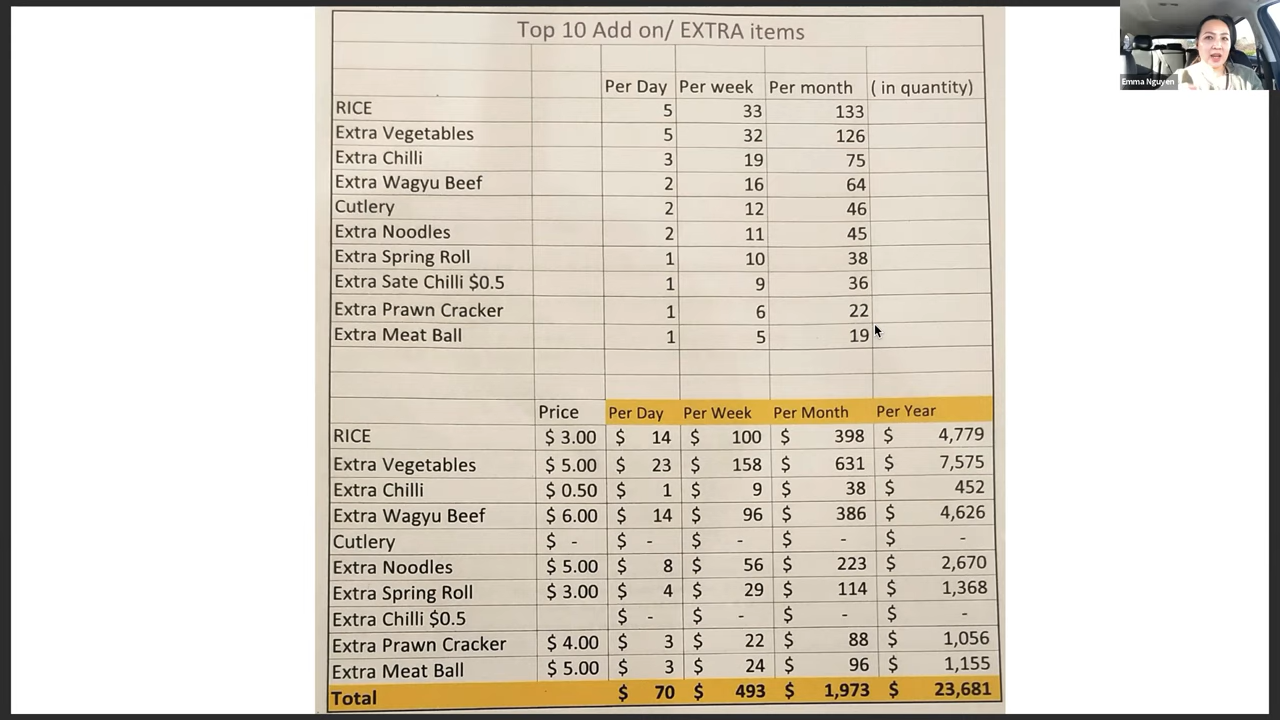 Top 10 Add on/ EXTRA items
Per Day Per week Per month ( in quantity)
RICE 5 33 133
Extra Vegetables 5 32 126
Extra Chilli 3 19 75
Extra Wagyu Beef 2 16 64
Cutlery 2 12 46
Extra Noodles 2 11 45
Extra Spring Roll 1 10 38
Extra Sate Chilli $0.5 1 9 36
Extra Prawn Cracker 1 6 22
Extra Meat Ball 1 5 19
Price Per Day Per Week Per Month Per Year
RICE $ 3.00 $ 14 $ 100 $ 398 $ 4,779
Extra Vegetables $ 5.00 $ 23 $ 158 $ 631 $ 7,575
Extra Chilli $ 0.50 $ 1 $ 9 $ 38 $ 452
Extra Wagyu Beef $ 6.00 $ 14 $ 96 $ 386 $ 4,626
Cutlery $ - $ - $ - $ - $ -
Extra Noodles $ 5.00 $ 8 $ 56 $ 223 $ 2,670
Extra Spring Roll $ 3.00 $ 4 $ 29 $ 114 $ 1,368
Extra Chilli $0.5 $ - $ - $ - $ -
Extra Prawn Cracker $ 4.00 $ 3 $ 22 $ 88 $ 1,056
Extra Meat Ball $ 5.00 $ 3 $ 24 $ 96 $ 1,155
Total $ 70 $ 493 $ 1,973 $ 23,681
Emma Nguyen